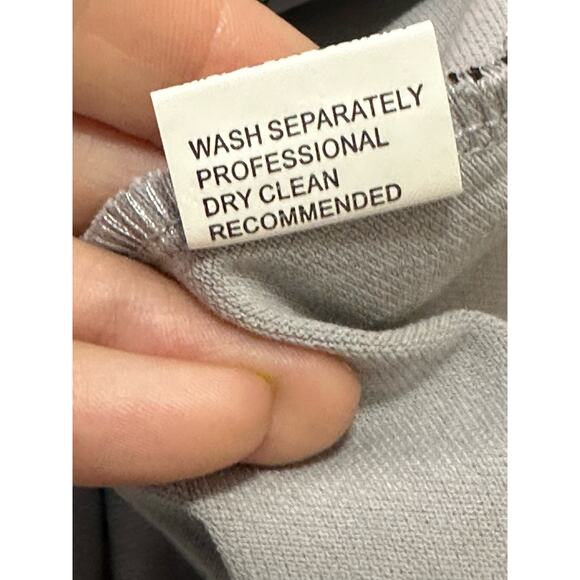 WASH SEPARATELY
PROFESSIONAL
DRY CLEAN
RECOMMENDED